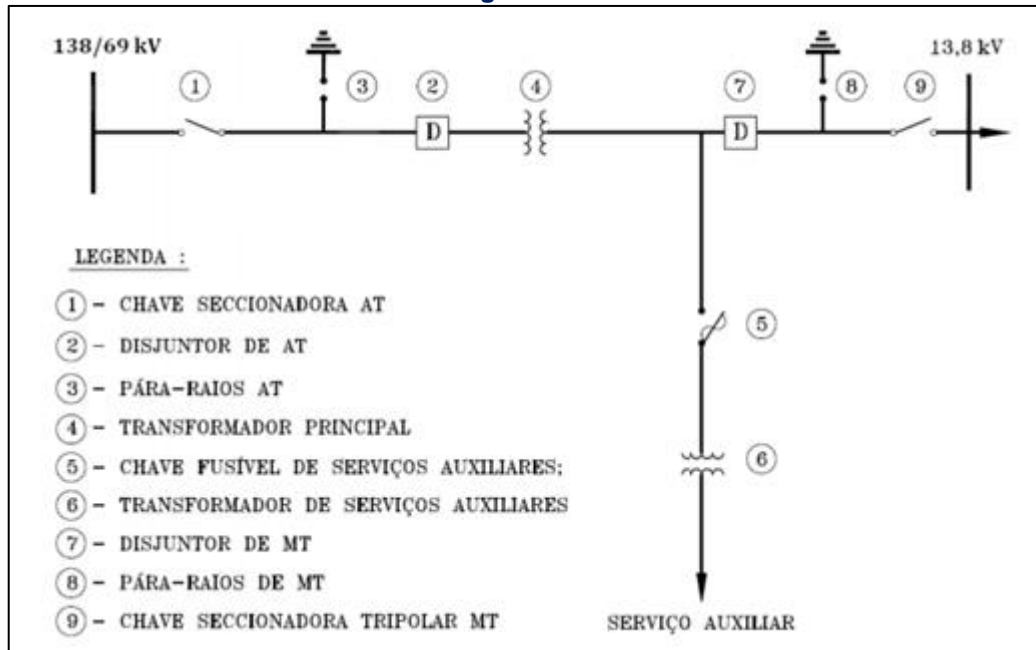 138/69 kV
13,8 kV
1
3
2
4
7
8
9
D
D
LEGENDA :
1 – CHAVE SECCIONADORA AT
2 – DISJUNTOR DE AT
3 – PÁRA-RAIOS AT
4 – TRANSFORMADOR PRINCIPAL
5 – CHAVE FUSÍVEL DE SERVIÇOS AUXILIARES;
6 – TRANSFORMADOR DE SERVIÇOS AUXILIARES
7 – DISJUNTOR DE MT
8 – PÁRA-RAIOS DE MT
9 – CHAVE SECCIONADORA TRIPOLAR MT
5
6
SERVIÇO AUXILIAR